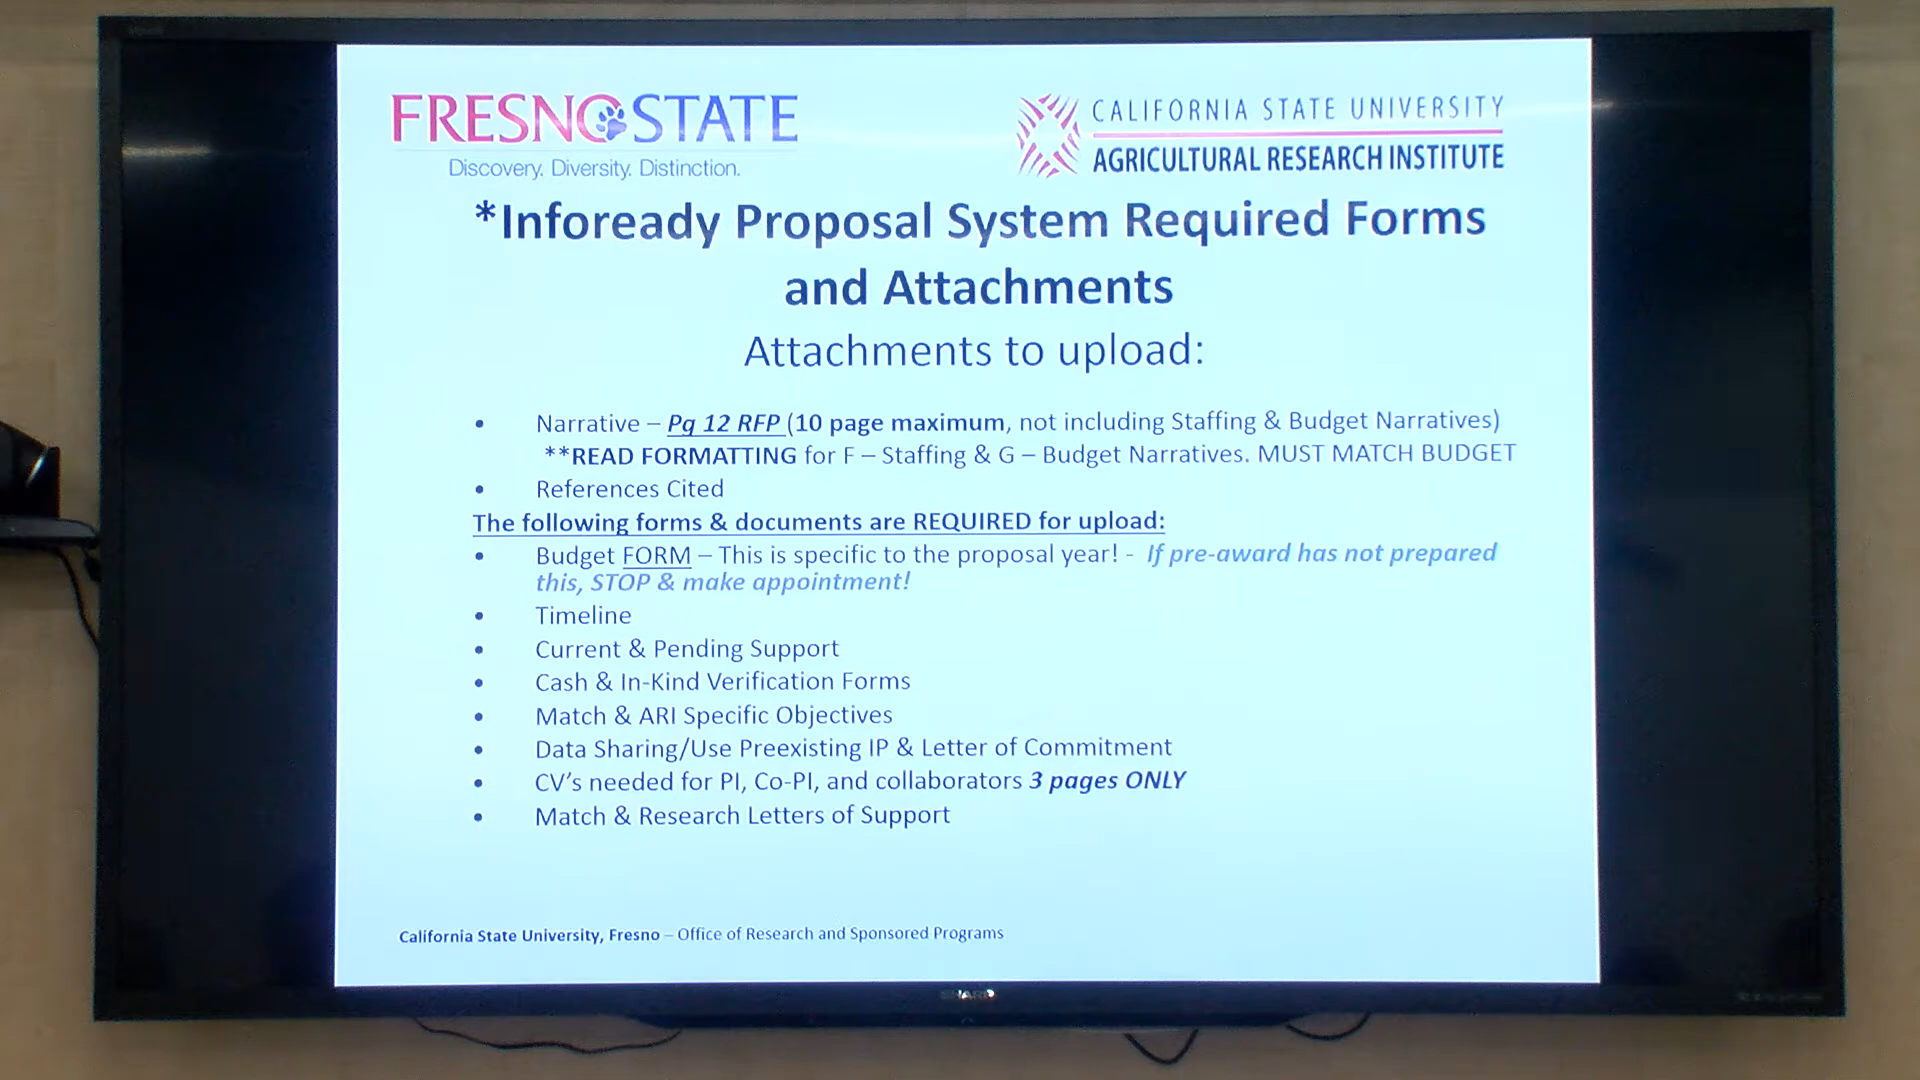 FRESNO STATE
Discovery. Diversity. Distinction.
CALIFORNIA STATE UNIVERSITY
AGRICULTURAL RESEARCH INSTITUTE
*Infoready Proposal System Required Forms
and Attachments
Attachments to upload:
• Narrative – Pg 12 RFP (10 page maximum, not including Staffing & Budget Narratives)
**READ FORMATTING for F – Staffing & G – Budget Narratives. MUST MATCH BUDGET
• References Cited
The following forms & documents are REQUIRED for upload:
• Budget FORM – This is specific to the proposal year! - If pre-award has not prepared
this, STOP & make appointment!
• Timeline
• Current & Pending Support
• Cash & In-Kind Verification Forms
• Match & ARI Specific Objectives
• Data Sharing/Use Preexisting IP & Letter of Commitment
• CV's needed for PI, Co-PI, and collaborators 3 pages ONLY
• Match & Research Letters of Support
California State University, Fresno – Office of Research and Sponsored Programs
SHARP